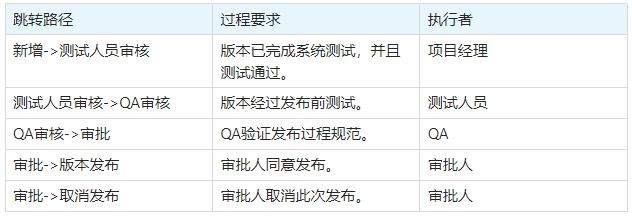 跳转路径 过程要求 执行者
新增->测试人员审核 版本已完成系统测试，并且 项目经理
测试通过。
测试人员审核->QA审核 版本经过发布前测试。 测试人员
QA审核->审批 QA验证发布过程规范。 QA
审批->版本发布 审批人同意发布。 审批人
审批->取消发布 审批人取消此次发布。 审批人